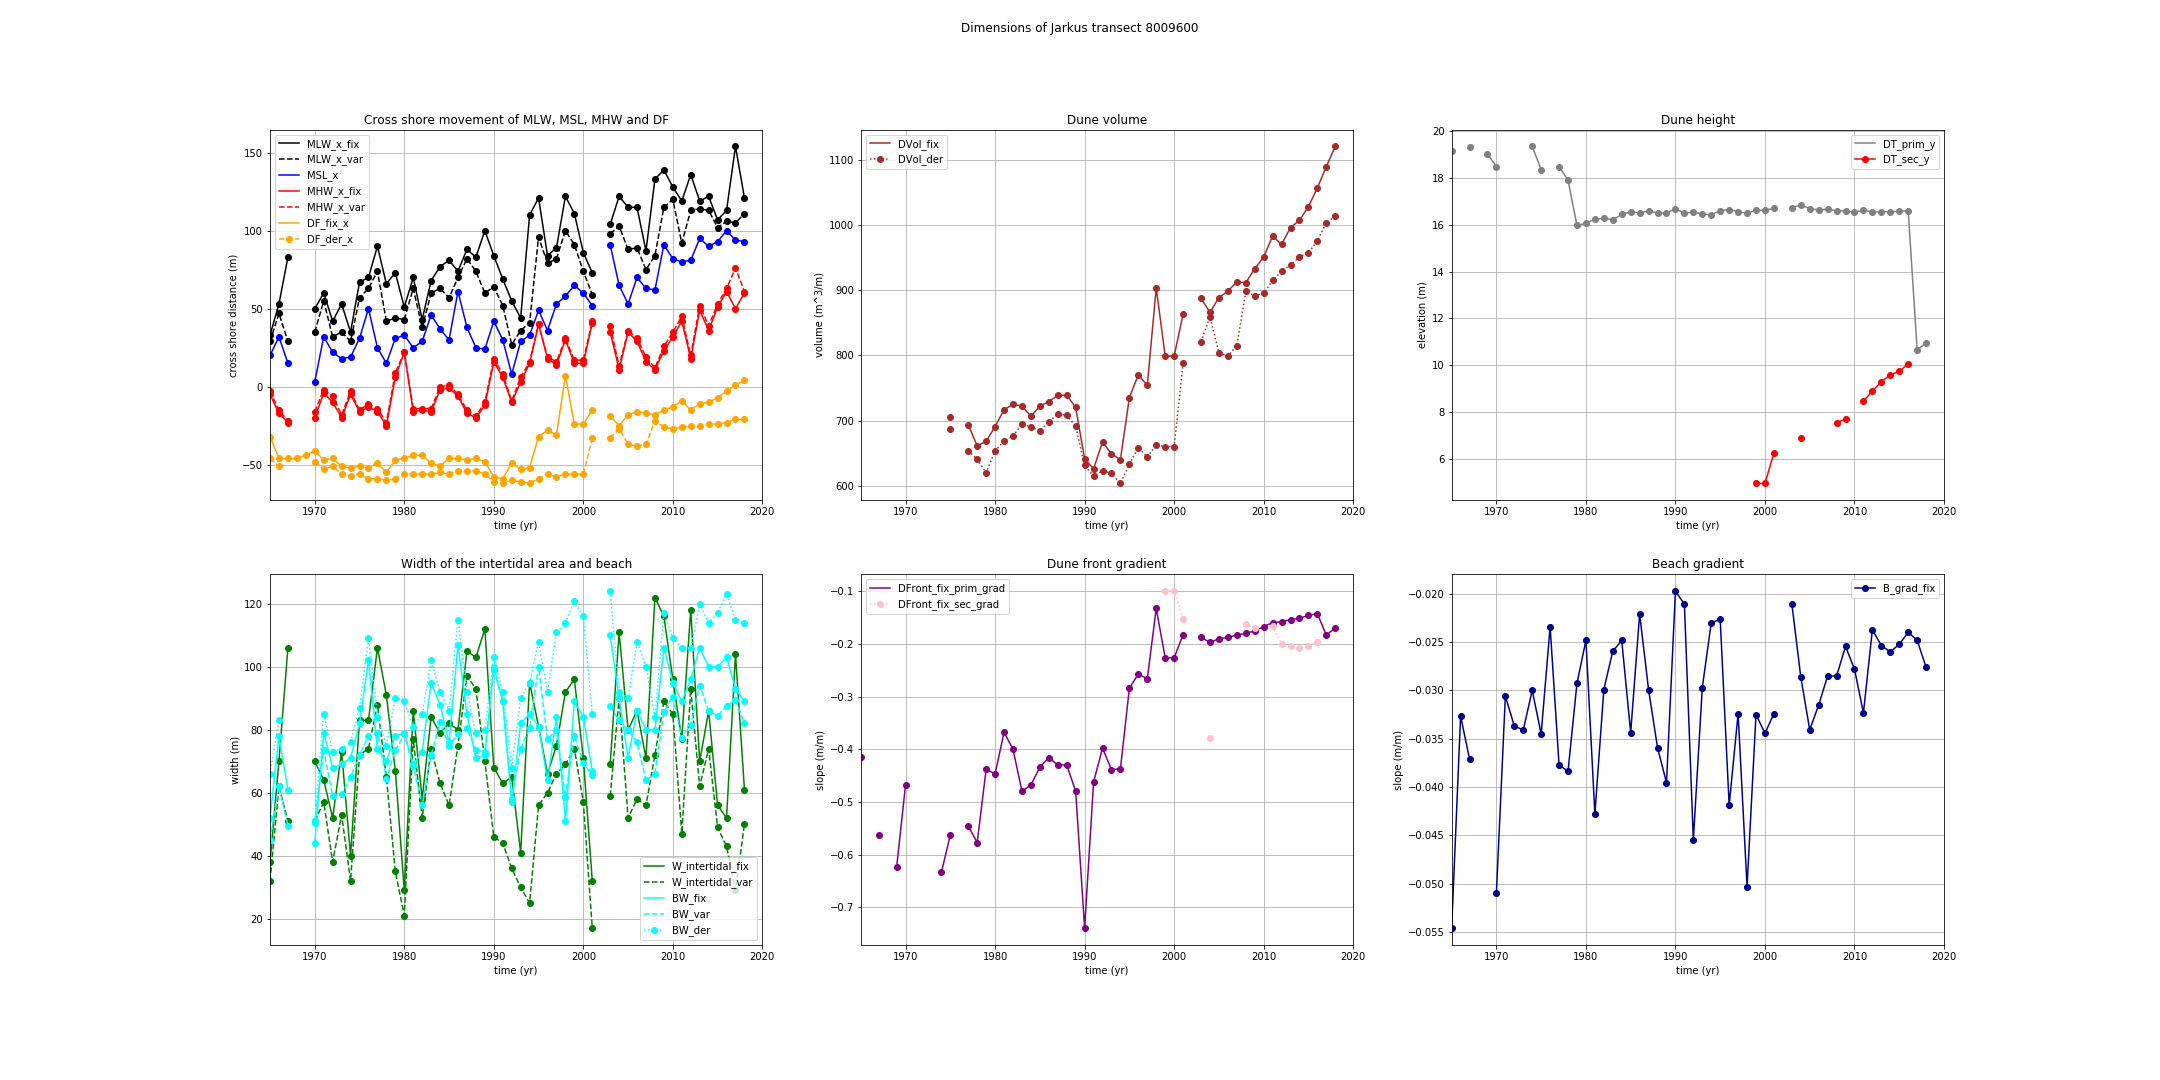 Dimensions of Jarkus transect 8009600
Cross shore movement of MLW, MSL, MHW and DF
cross shore distance (m)
150
100
50
0
−50
MLW_x_fix
MLW_x_var
MSL_x
MHW_x_fix
MHW_x_var
DF_fix_x
DF_der_x
1970 1980 1990 2000 2010 2020
time (yr)
Dune volume
volume (m^3/m)
1100
1000
900
800
700
600
DVol_fix
DVol_der
1970 1980 1990 2000 2010 2020
time (yr)
Dune height
elevation (m)
20
18
16
14
12
10
8
6
DT_prim_y
DT_sec_y
1970 1980 1990 2000 2010 2020
time (yr)
Width of the intertidal area and beach
width (m)
120
100
80
60
40
20
W_intertidal_fix
W_intertidal_var
BW_fix
BW_var
BW_der
1970 1980 1990 2000 2010 2020
time (yr)
Dune front gradient
slope (m/m)
−0.1
−0.2
−0.3
−0.4
−0.5
−0.6
−0.7
DFront_fix_prim_grad
DFront_fix_sec_grad
1970 1980 1990 2000 2010 2020
time (yr)
Beach gradient
slope (m/m)
−0.020
−0.025
−0.030
−0.035
−0.040
−0.045
−0.050
−0.055
B_grad_fix
1970 1980 1990 2000 2010 2020
time (yr)